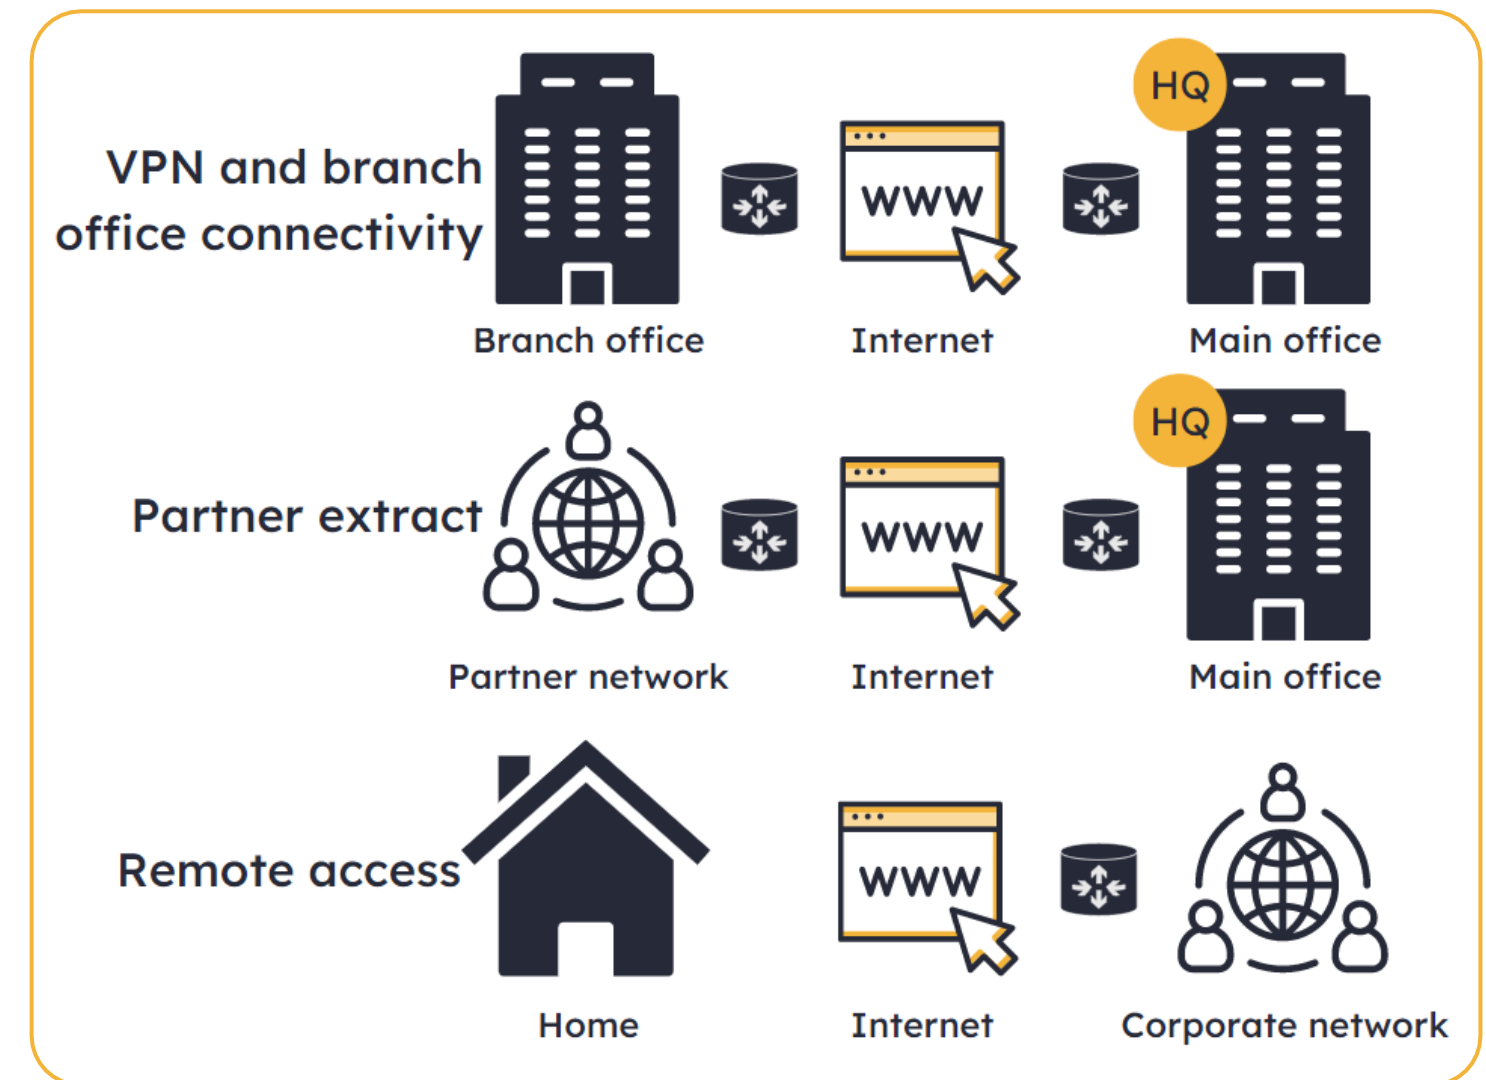 HQ
VPN and branch
office connectivity
WWW
Branch office
Internet
Main office
HQ
Partner extract
WWW
Partner network
Internet
Main office
Remote access
WWW
Home
Internet
Corporate network